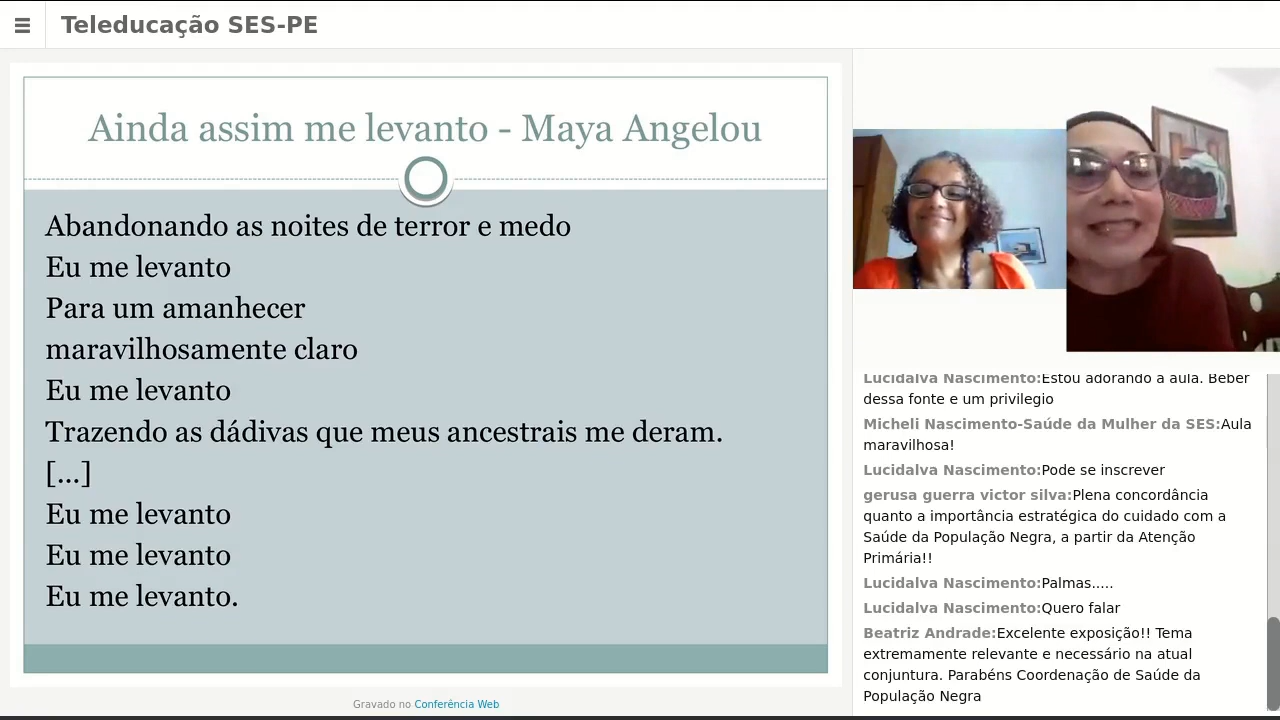 Teleducação SES-PE
Ainda assim me levanto - Maya Angelou
Abandonando as noites de terror e medo
Eu me levanto
Para um amanhecer
maravilhosamente claro
Eu me levanto
Trazendo as dádivas que meus ancestrais me deram.
[...]
Eu me levanto
Eu me levanto
Eu me levanto.
Gravado no Conferência Web
Lucidalva Nascimento:Estou adorando a aula. Beber
dessa fonte e um privilegio
Micheli Nascimento-Saúde da Mulher da SES:Aula
maravilhosa!
Lucidalva Nascimento:Pode se inscrever
gerusa guerra victor silva:Plena concordância
quanto a importância estratégica do cuidado com a
Saúde da População Negra, a partir da Atenção
Primária!!
Lucidalva Nascimento:Palmas.....
Lucidalva Nascimento:Quero falar
Beatriz Andrade:Excelente exposição!! Tema
extremamente relevante e necessário na atual
conjuntura. Parabéns Coordenação de Saúde da
População Negra